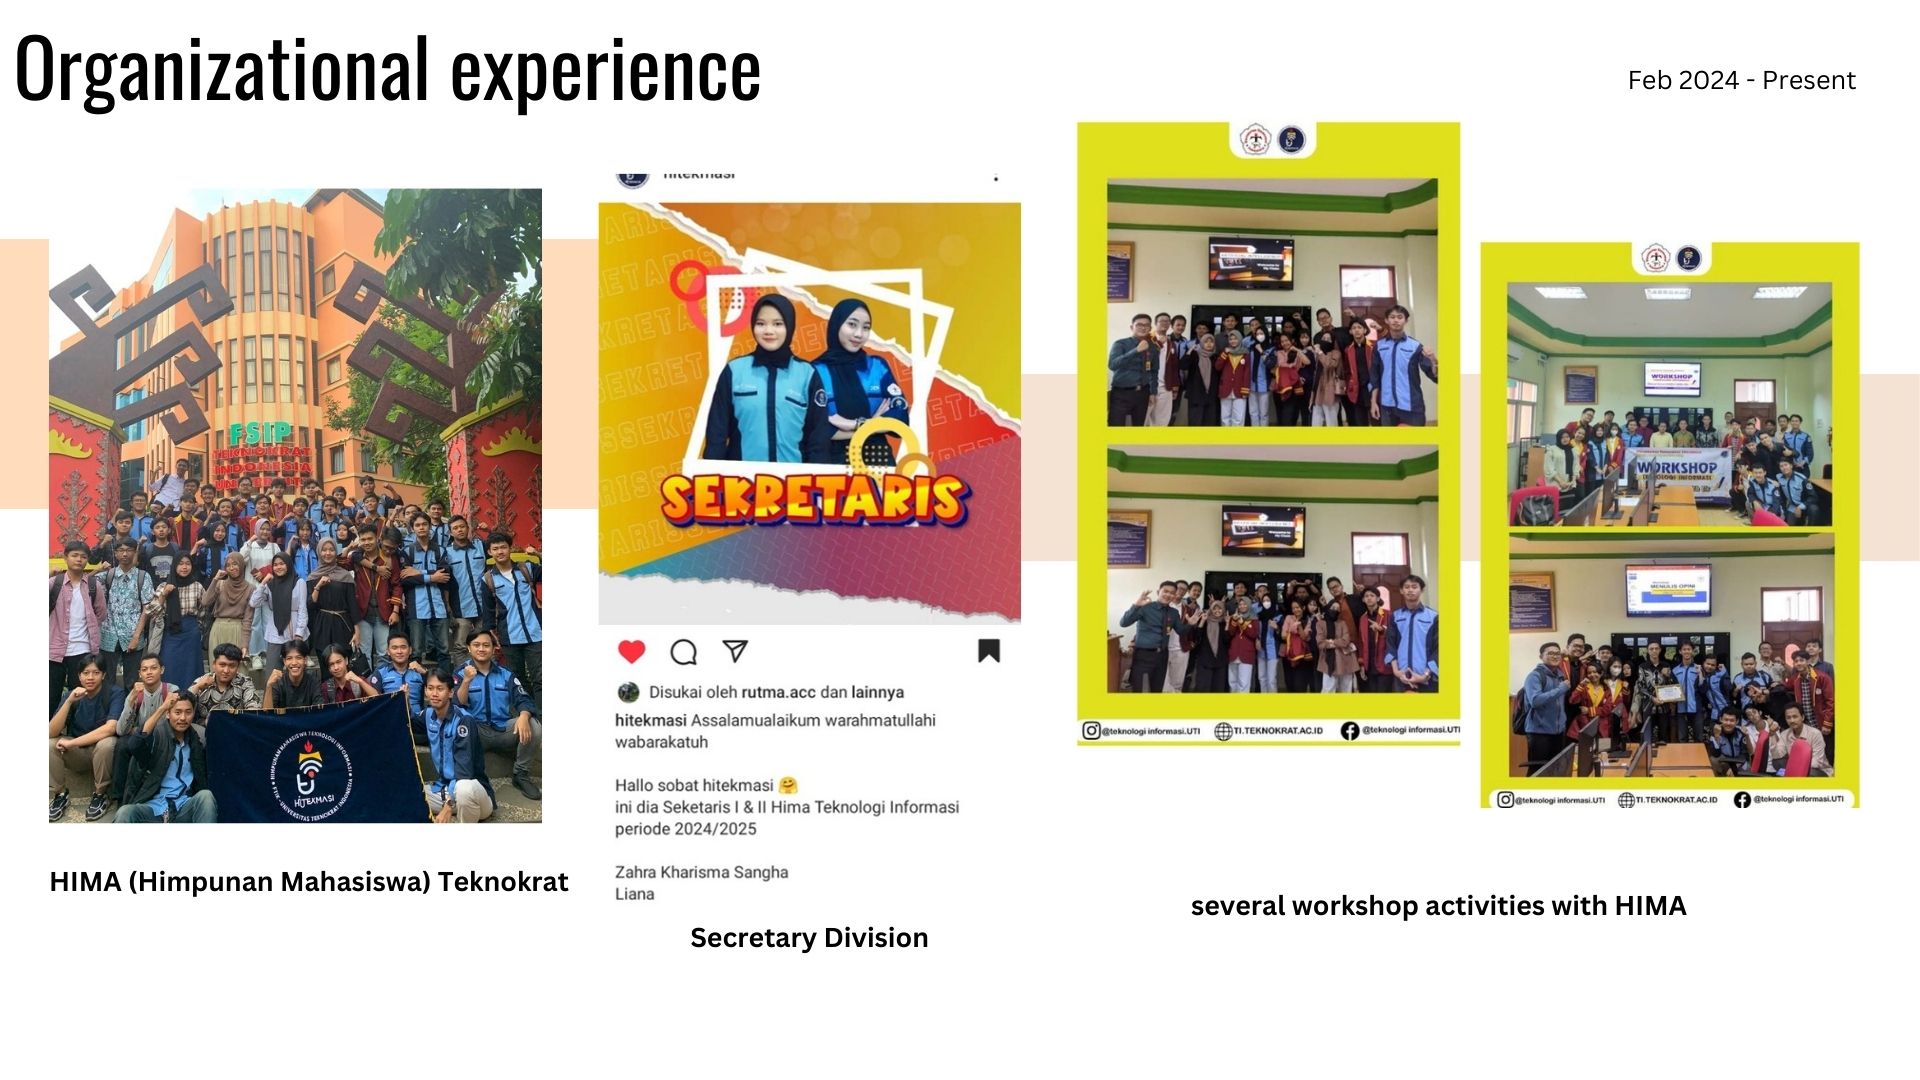 Organizational experience
Feb 2024 - Present
FSIP
TEKNOKRAT
INDONESIA
HIMPUNAN MAHASISWA TEKNOLOGI INFORMASI
HITEKMASI
FTIK - UNIVERSITAS TEKNOKRAT INDONESIA
HIMA (Himpunan Mahasiswa) Teknokrat
hitekmasi
SEKRETARIS
Disukai oleh rutma.acc dan lainnya
hitekmasi Assalamualaikum warahmatullahi
wabarakatuh
Hallo sobat hitekmasi 🤗
ini dia Seketaris I & II Hima Teknologi Informasi
periode 2024/2025
Zahra Kharisma Sangha
Liana
Secretary Division
@teknologi informasi.UTI
TI.TEKNOKRAT.AC.ID
@teknologi informasi.UTI
WORKSHOP
WORKSHOP
TEKNOLOGI INFORMASI
MENULIS OPINI
@teknologi informasi.UTI
TI.TEKNOKRAT.AC.ID
@teknologi informasi.UTI
several workshop activities with HIMA